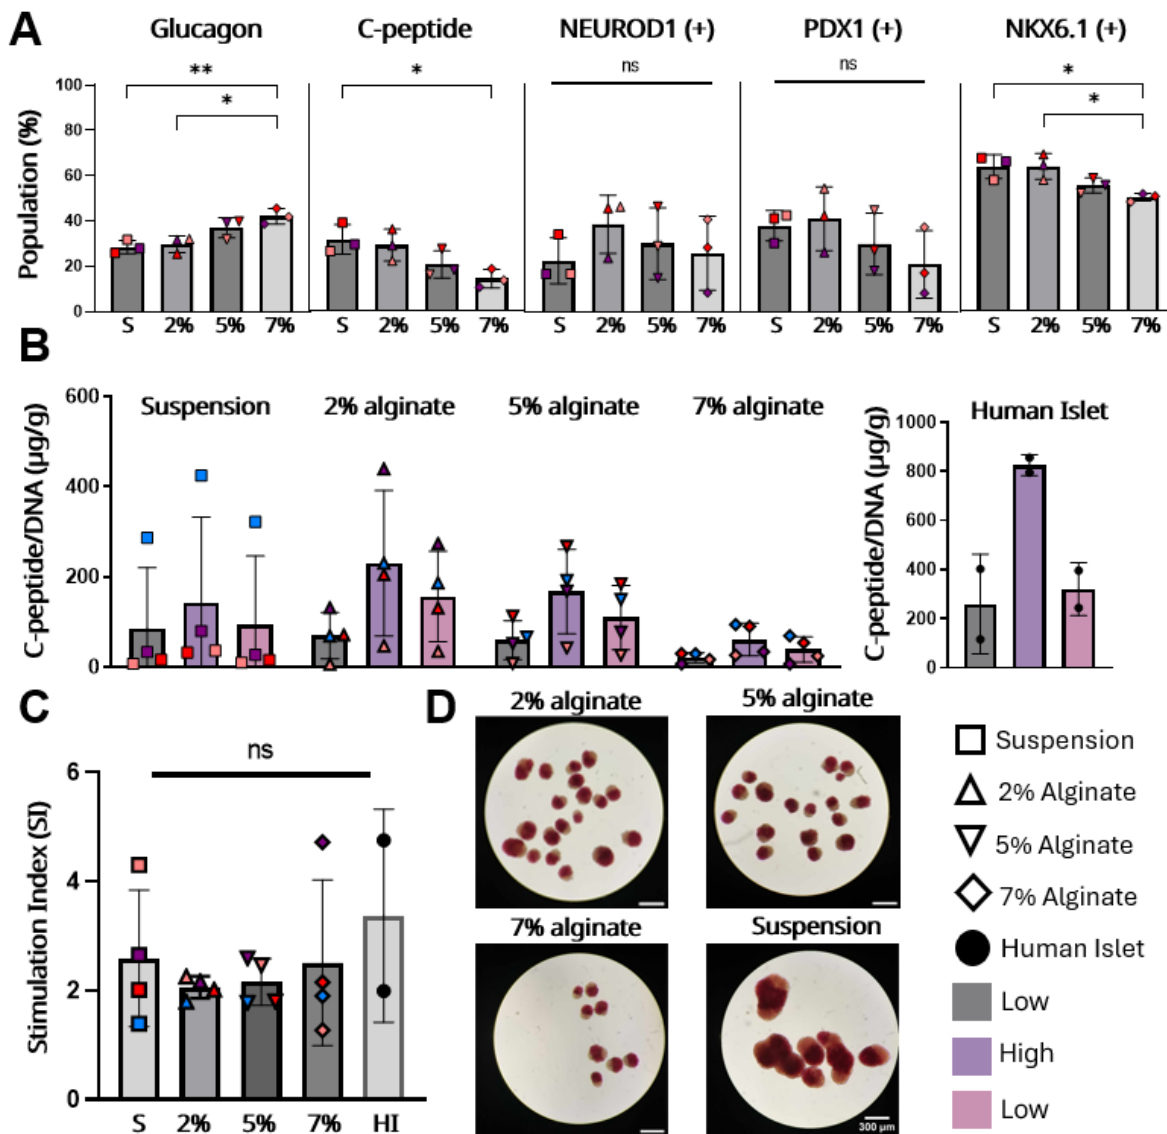 A
Glucagon C-peptide NEUROD1 (+) PDX1 (+) NKX6.1 (+)
** * ns ns *
* *
Population (%)
100
80
60
40
20
0
S 2% 5% 7% S 2% 5% 7% S 2% 5% 7% S 2% 5% 7% S 2% 5% 7%
B
C-peptide/DNA (µg/g)
600
400
200
0
Suspension 2% alginate 5% alginate 7% alginate
Human Islet
C-peptide/DNA (µg/g)
1000
800
600
400
200
0
C
ns
Stimulation Index (SI)
6
4
2
0
S 2% 5% 7% HI
D
2% alginate 5% alginate
7% alginate Suspension
300 µm
Suspension
2% Alginate
5% Alginate
7% Alginate
Human Islet
Low
High
Low